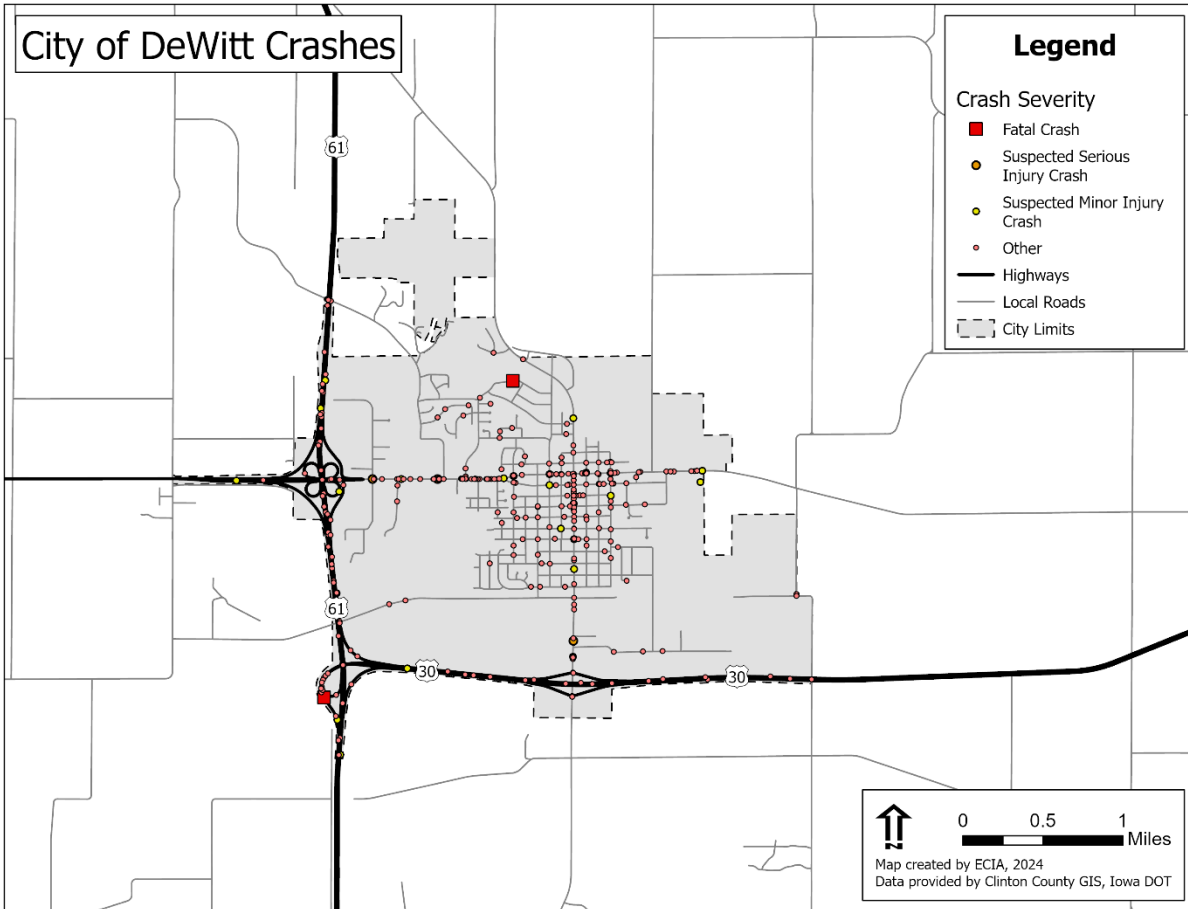 City of DeWitt Crashes
Legend
Crash Severity
Fatal Crash
Suspected Serious
Injury Crash
Suspected Minor Injury
Crash
Other
Highways
Local Roads
City Limits
61
61
30
30
N
0 0.5 1
Miles
Map created by ECIA, 2024
Data provided by Clinton County GIS, Iowa DOT